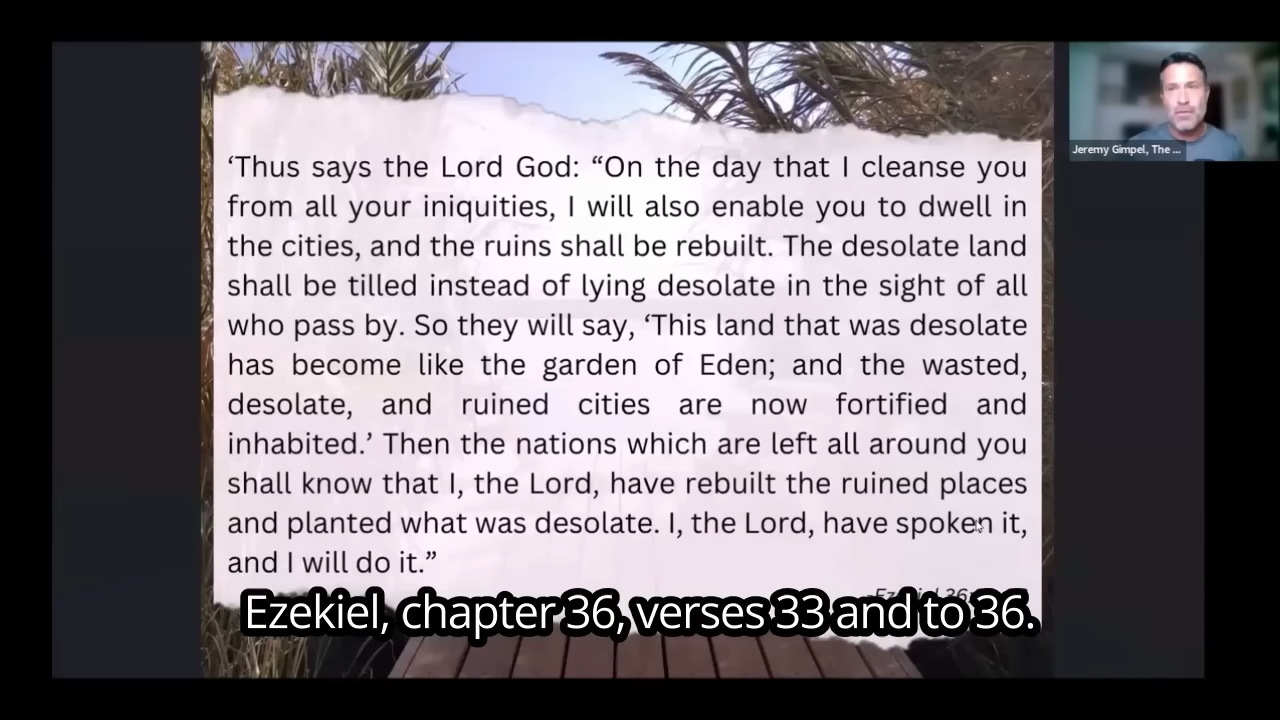 ‘Thus says the Lord God: “On the day that I cleanse you
from all your iniquities, I will also enable you to dwell in
the cities, and the ruins shall be rebuilt. The desolate land
shall be tilled instead of lying desolate in the sight of all
who pass by. So they will say, ‘This land that was desolate
has become like the garden of Eden; and the wasted,
desolate, and ruined cities are now fortified and
inhabited.’ Then the nations which are left all around you
shall know that I, the Lord, have rebuilt the ruined places
and planted what was desolate. I, the Lord, have spoken it,
and I will do it.”
Ezekiel, chapter 36, verses 33 and to 36.
Jeremy Gimpel, The ...